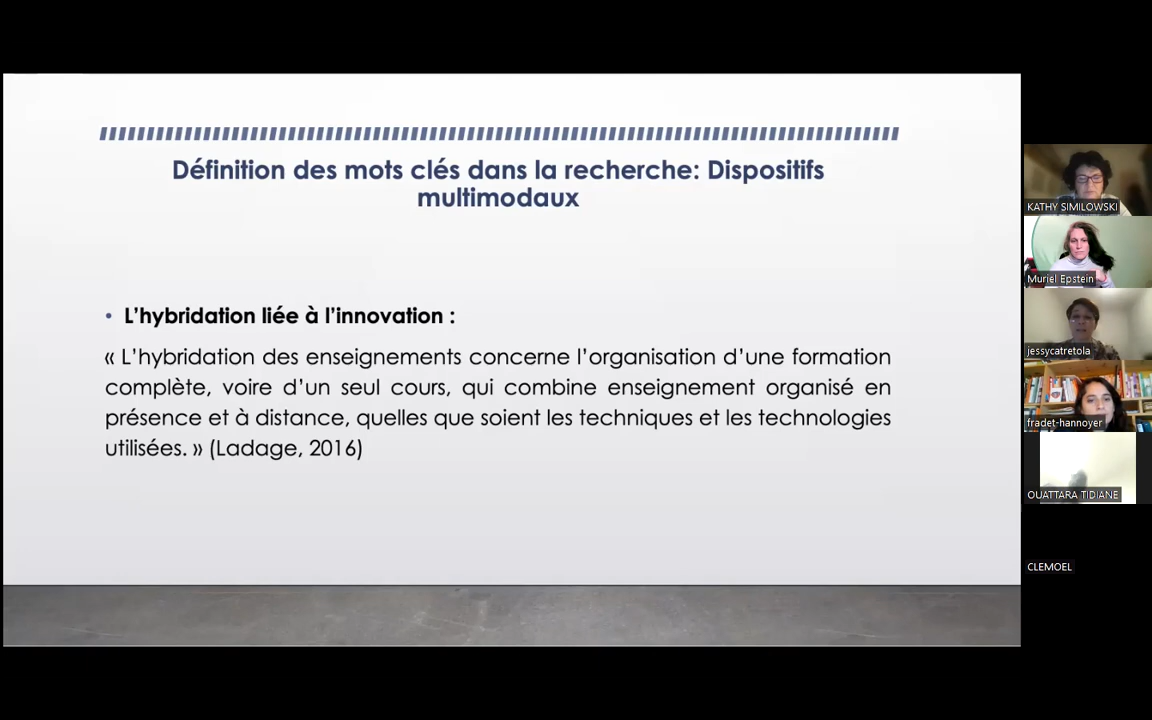 Définition des mots clés dans la recherche: Dispositifs
multimodaux
• L’hybridation liée à l’innovation :
« L’hybridation des enseignements concerne l’organisation d’une formation
complète, voire d’un seul cours, qui combine enseignement organisé en
présence et à distance, quelles que soient les techniques et les technologies
utilisées. » (Ladage, 2016)
KATHY SIMILOWSKI
Muriel Epstein
jessycatretola
fradet-hannoyer
OUATTARA TIDIANE
CLEMOEL